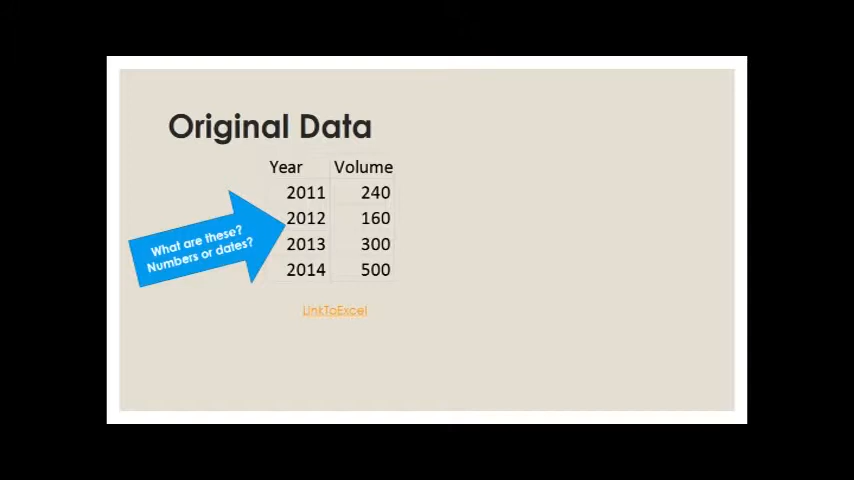 Original Data
Year Volume
2011 240
2012 160
2013 300
2014 500
What are these?
Numbers or dates?
LinkToExcel